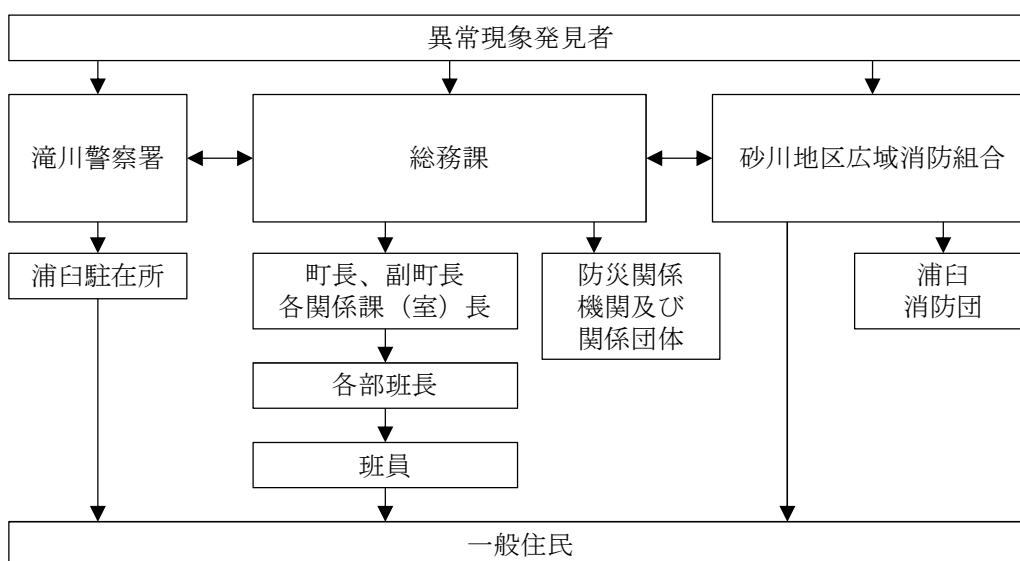 異常現象発見者
滝川警察署
総務課
砂川地区広域消防組合
浦臼駐在所
町長、副町長
各関係課（室）長
防災関係
機関及び
関係団体
浦臼
消防団
各部班長
班員
一般住民